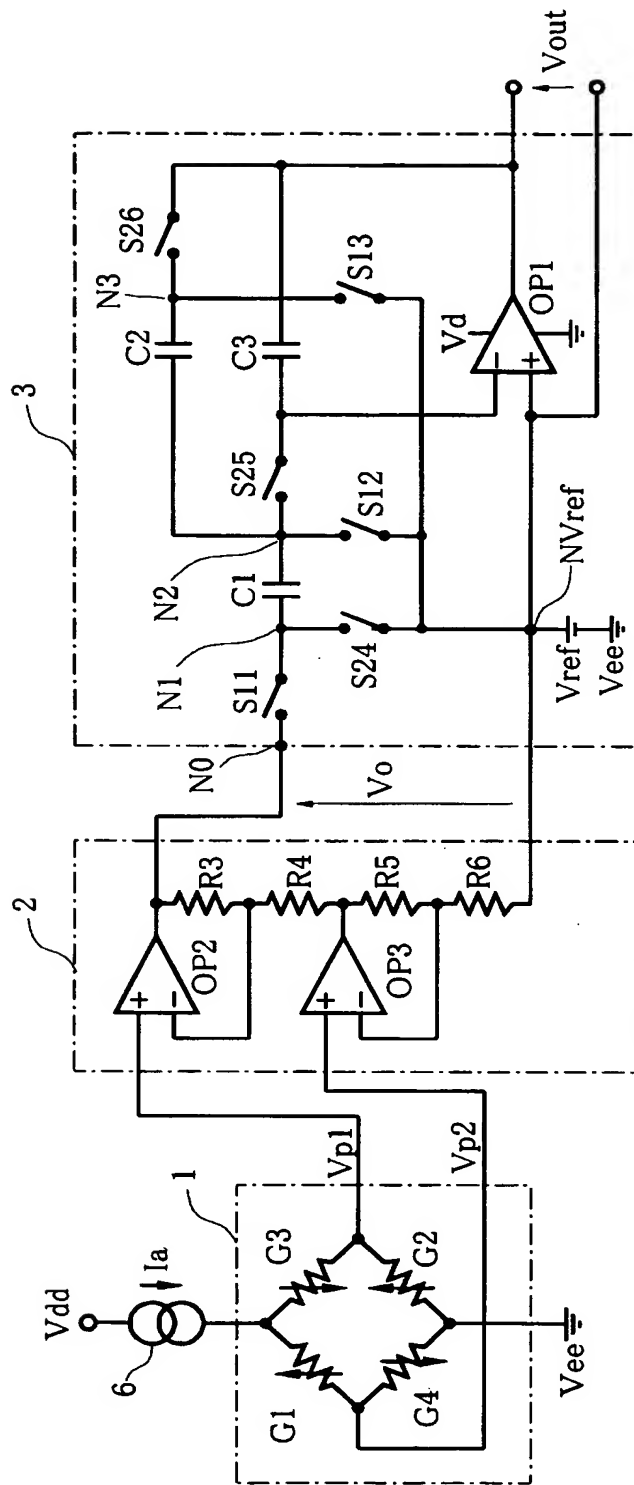 Vdd
Ia
6
1
G1
G3
G4
G2
Vee
Vp1
Vp2
2
+
−
OP2
+
−
OP3
R3
R4
R5
R6
Vo
3
N0
S11
N1
C1
N2
S24
S12
S25
C2
C3
N3
S26
S13
Vd
−
+
OP1
NVref
Vref
Vee
Vout